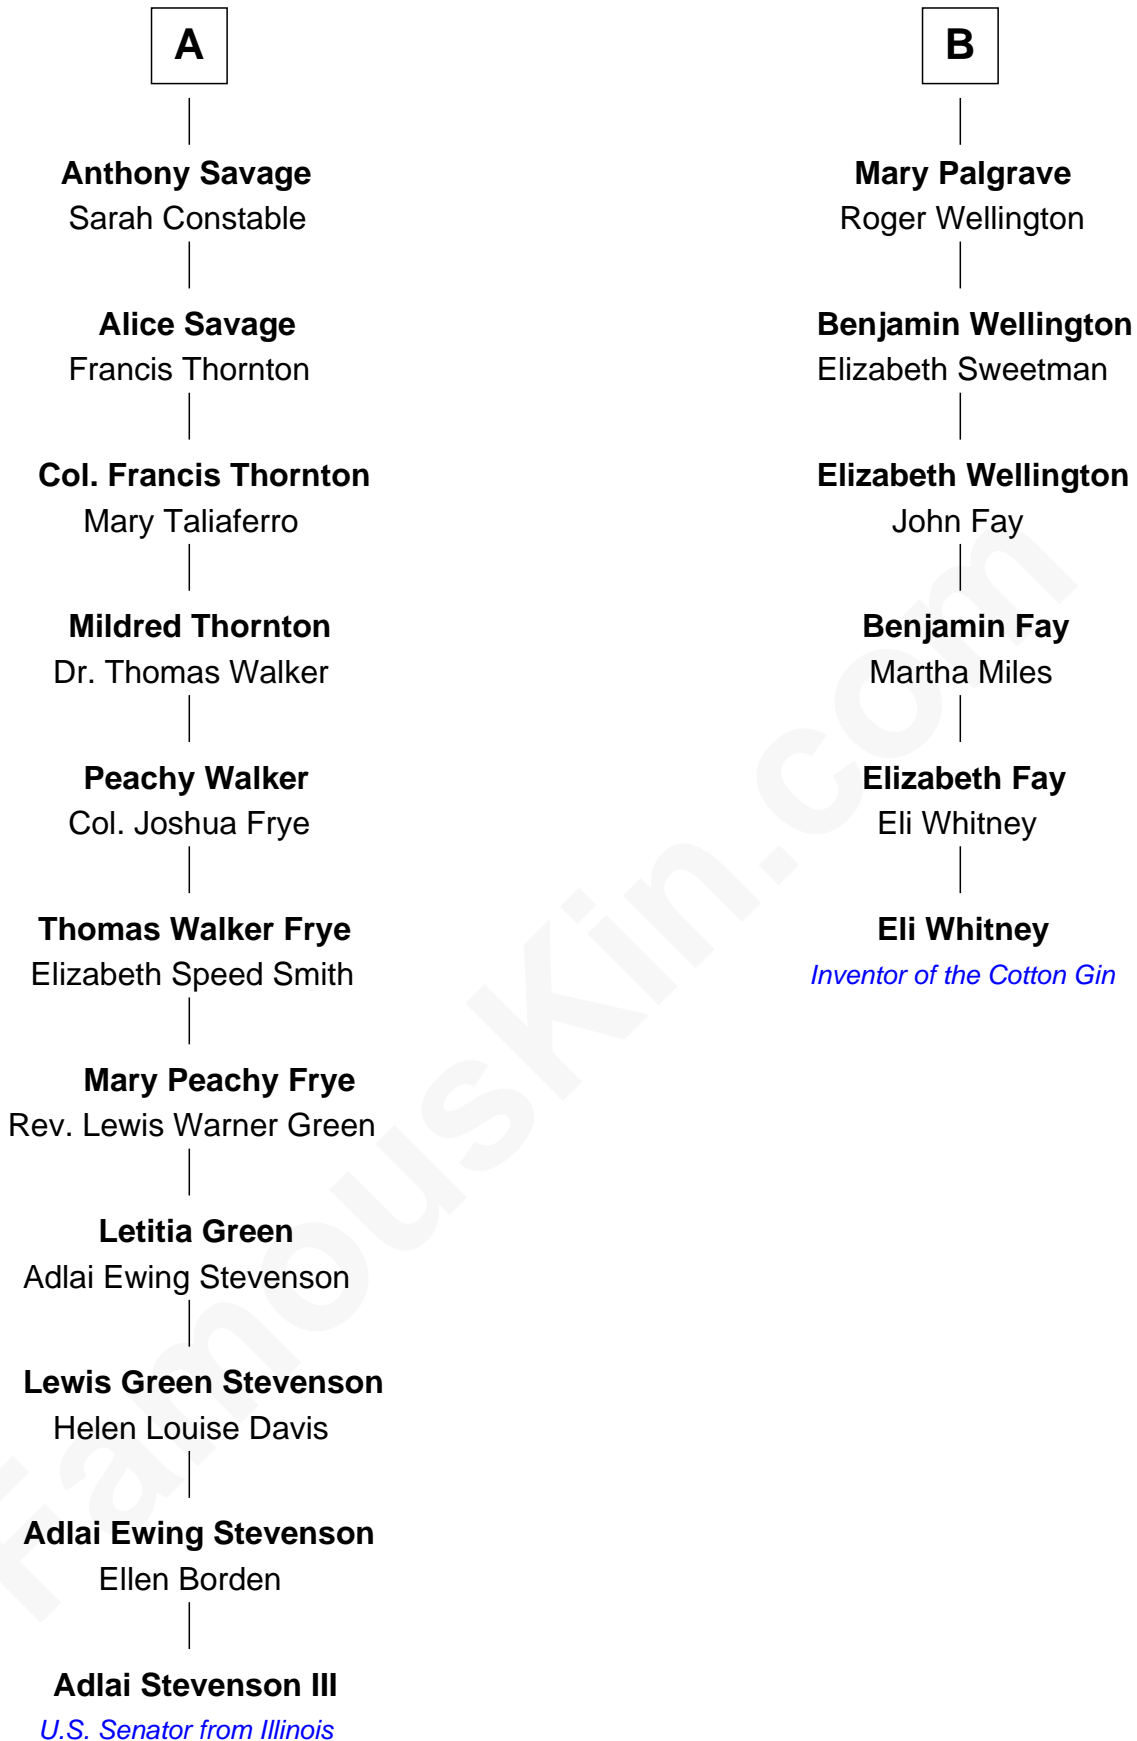 A
Anthony Savage
Sarah Constable
Alice Savage
Francis Thornton
Col. Francis Thornton
Mary Taliaferro
Mildred Thornton
Dr. Thomas Walker
Peachy Walker
Col. Joshua Frye
Thomas Walker Frye
Elizabeth Speed Smith
Mary Peachy Frye
Rev. Lewis Warner Green
Letitia Green
Adlai Ewing Stevenson
Lewis Green Stevenson
Helen Louise Davis
Adlai Ewing Stevenson
Ellen Borden
Adlai Stevenson III
U.S. Senator from Illinois
B
Mary Palgrave
Roger Wellington
Benjamin Wellington
Elizabeth Sweetman
Elizabeth Wellington
John Fay
Benjamin Fay
Martha Miles
Elizabeth Fay
Eli Whitney
Eli Whitney
Inventor of the Cotton Gin
FamousKin.com